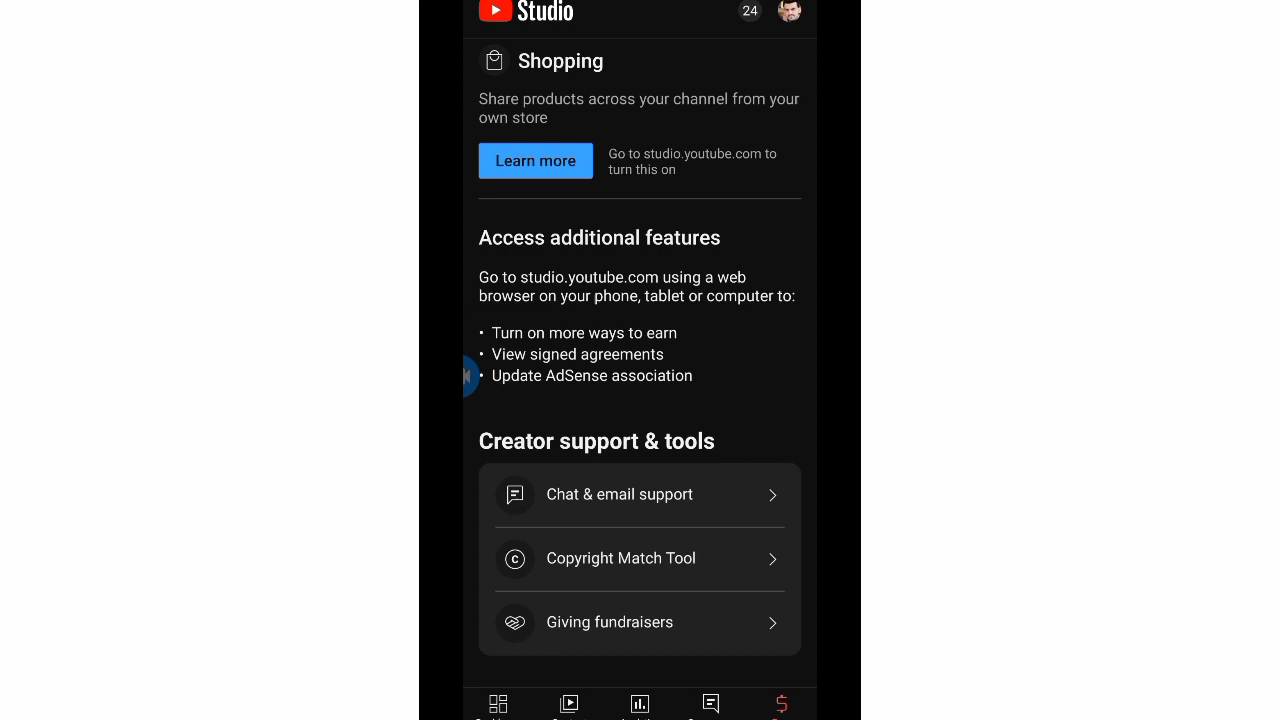 Studio
24
Shopping
Share products across your channel from your
own store
Learn more
Go to studio.youtube.com to
turn this on
Access additional features
Go to studio.youtube.com using a web
browser on your phone, tablet or computer to:
• Turn on more ways to earn
• View signed agreements
• Update AdSense association
Creator support & tools
Chat & email support
Copyright Match Tool
Giving fundraisers